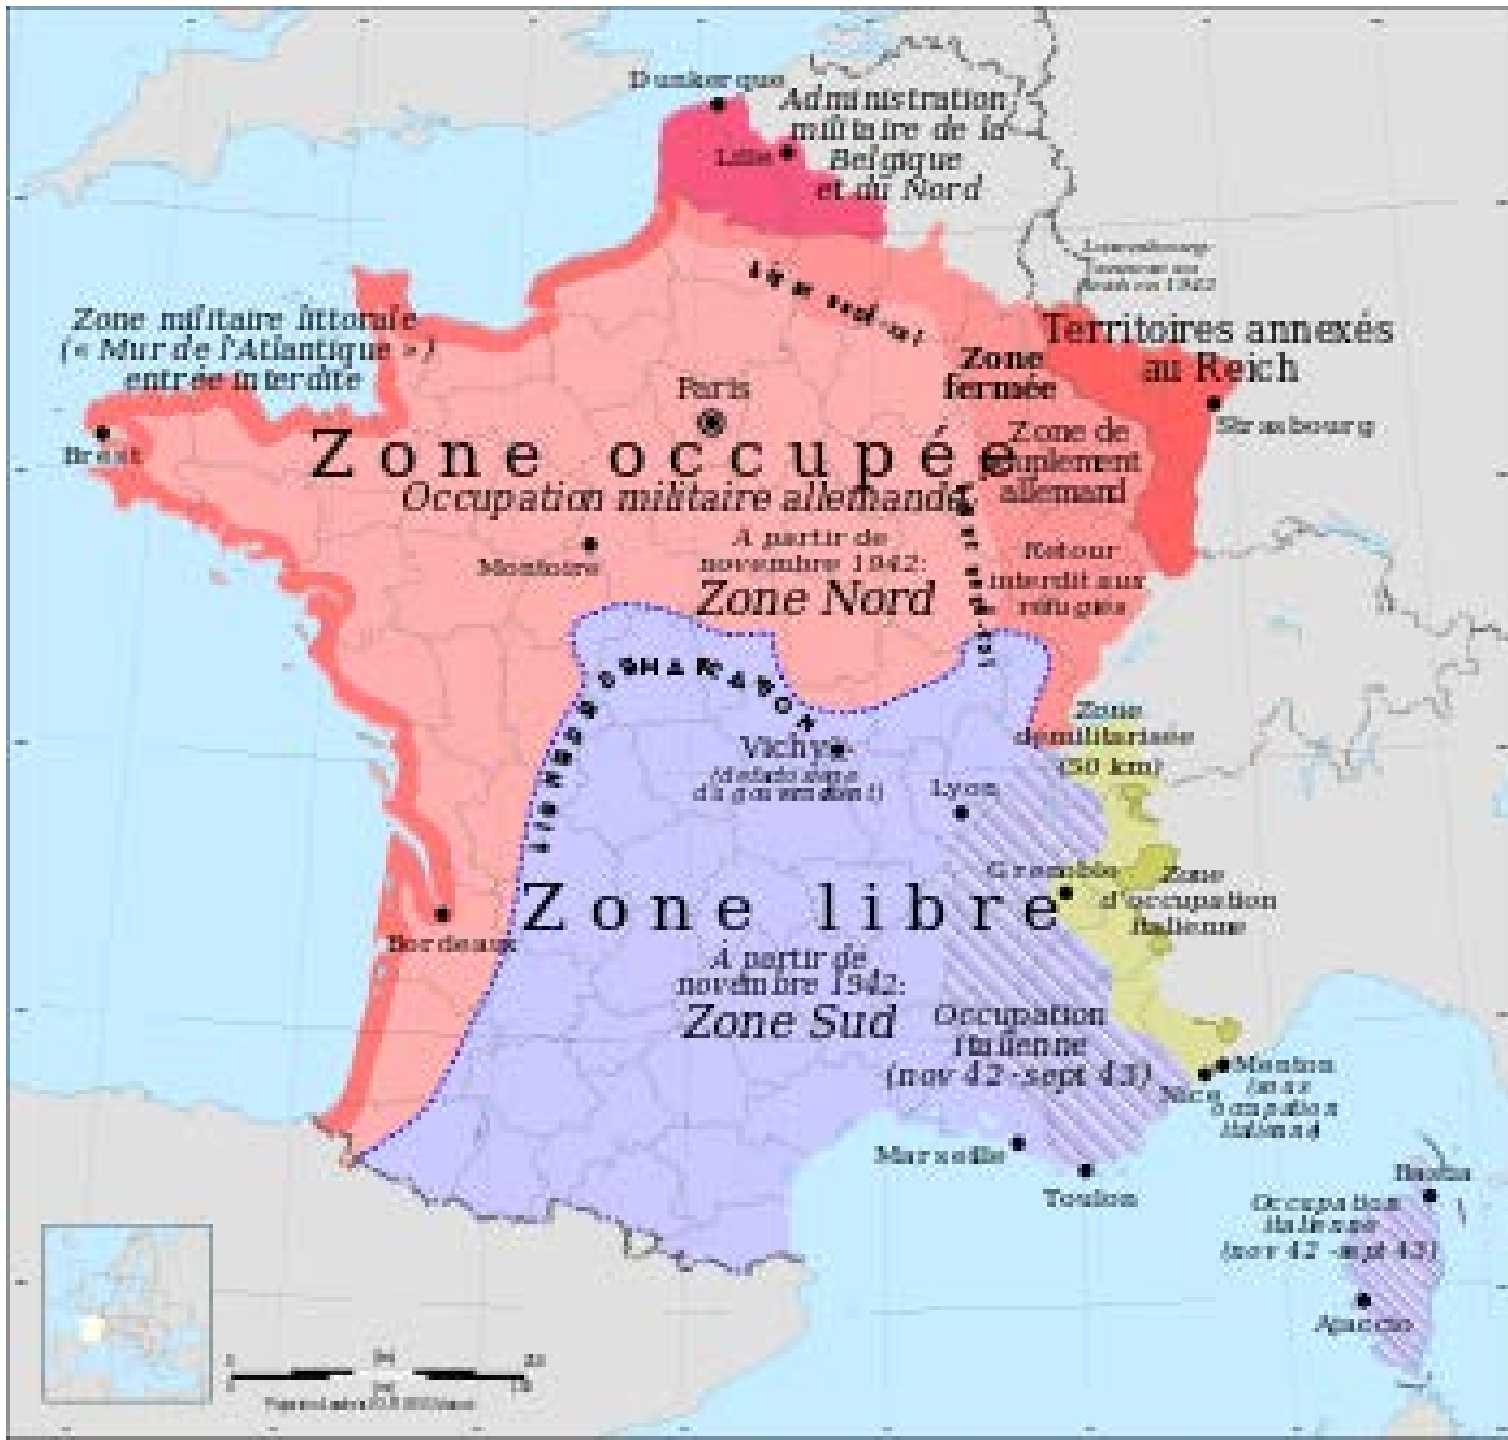 Dunkerque
Administration
militaire de la
Belgique
et du Nord
Lille
Zone militaire littorale
(« Mur de l'Atlantique »)
entrée interdite
Territoires annexés
au Reich
Zone
fermée
Paris
Strasbourg
Brest
Zone occupée
Occupation militaire allemande
Zone de
peuplement
allemand
Montoire
À partir de
novembre 1942:
Zone Nord
Retour
interdit aux
réfugiés
Vichy
Zone
démilitarisée
(50 km)
Lyon
Grenoble
Zone
d'occupation
italienne
Zone libre
Bordeaux
À partir de
novembre 1942:
Zone Sud
Occupation
italienne
(nov 42 -sept 43)
Nice
Menton
Marseille
Toulon
Bastia
Occupation
italienne
(nov 42 -sept 43)
Ajaccio